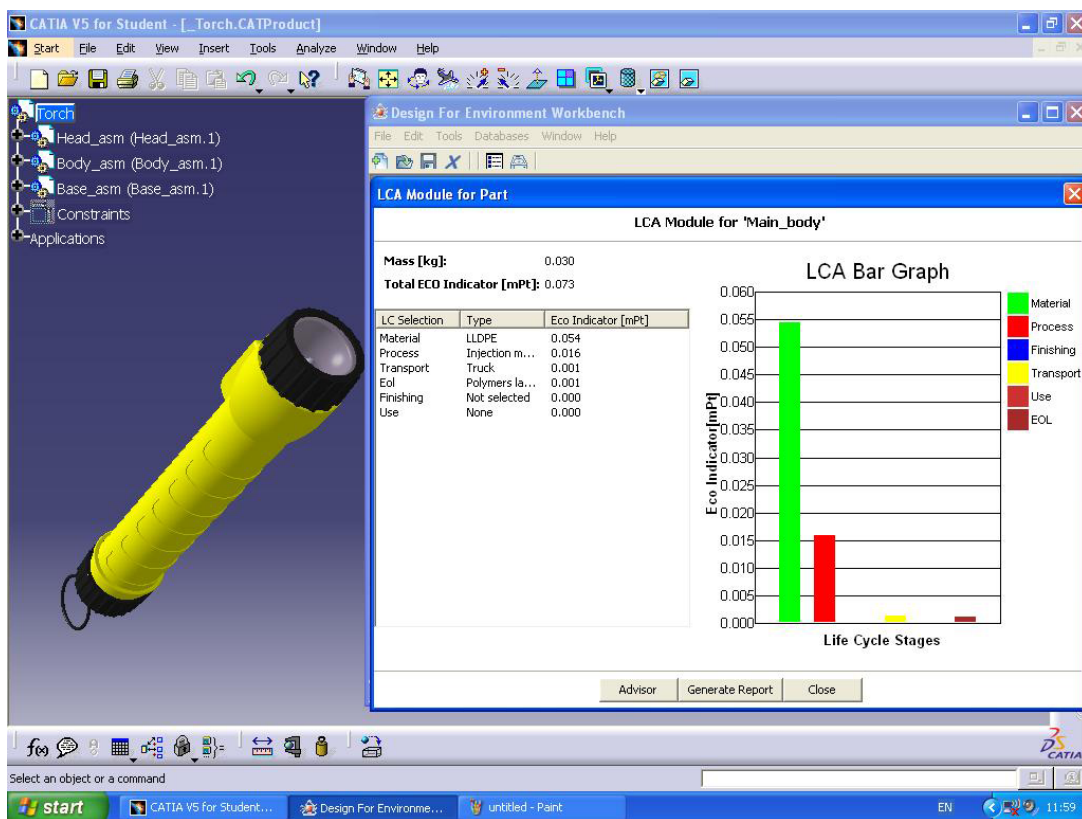 CATIA V5 for Student - [_Torch.CATProduct]
Start File Edit View Insert Tools Analyze Window Help
Torch
Head_asm (Head_asm.1)
Body_asm (Body_asm.1)
Base_asm (Base_asm.1)
Constraints
Applications
Design For Environment Workbench
File Edit Tools Databases Window Help
LCA Module for Part
LCA Module for 'Main_body'
Mass [kg]: 0.030
Total ECO Indicator [mPt]: 0.073
LC Selection Type Eco Indicator [mPt]
Material LLDPE 0.054
Process Injection m... 0.016
Transport Truck 0.001
Eol Polymers la... 0.001
Finishing Not selected 0.000
Use None 0.000
LCA Bar Graph
0.060
0.055
0.050
0.045
0.040
0.035
0.030
0.025
0.020
0.015
0.010
0.005
0.000
Eco Indicator[mPt]
Life Cycle Stages
Material
Process
Finishing
Transport
Use
EOL
Advisor Generate Report Close
f(x)
CATIA
Select an object or a command
start CATIA V5 for Student... Design For Environme... untitled - Paint EN 11:59